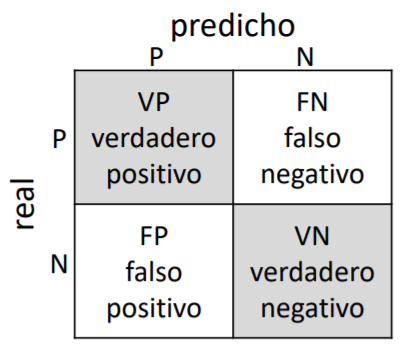 predicho
P N
VP FN
P verdadero falso
positivo negativo
real
FP VN
N falso verdadero
positivo negativo